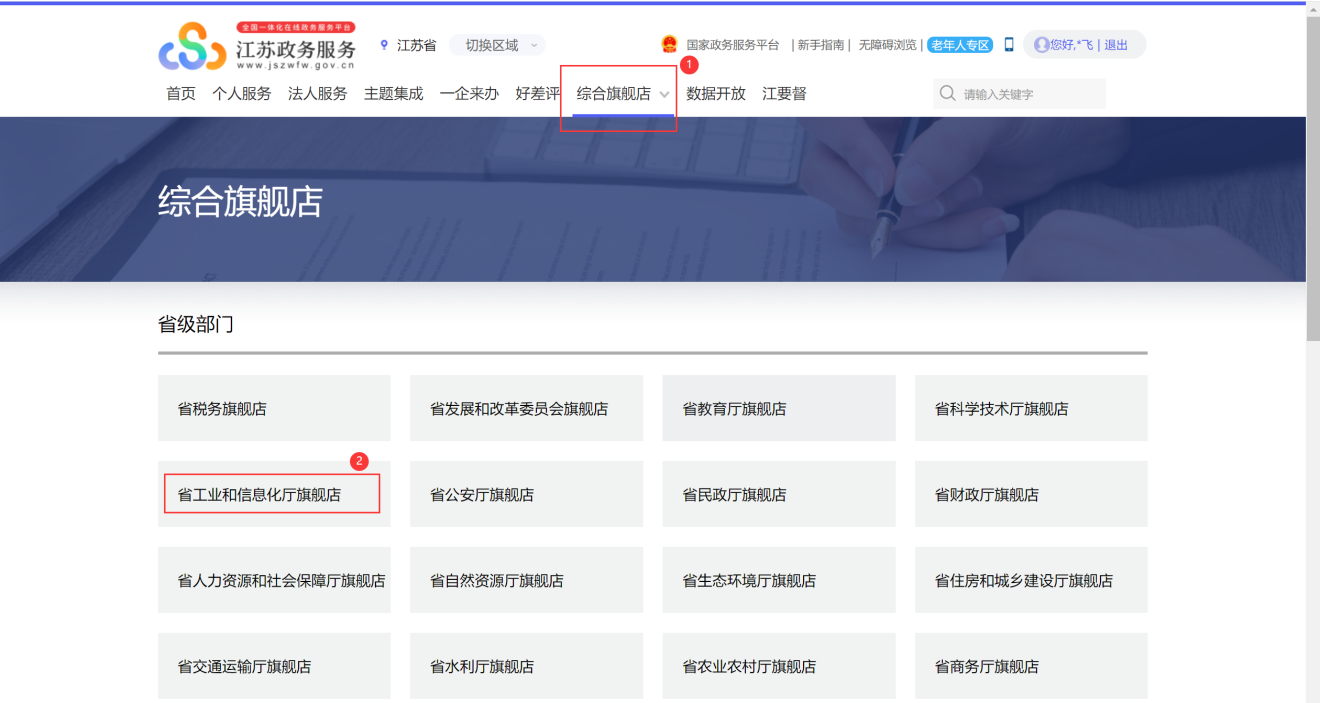 全国一体化在线政务服务平台
江苏政务服务
www.jszwfw.gov.cn
江苏省 切换区域
国家政务服务平台 |新手指南| 无障碍浏览| 老年人专区 您好,*飞 | 退出
1
首页 个人服务 法人服务 主题集成 一企来办 好差评 综合旗舰店 数据开放 江要督
请输入关键字
综合旗舰店
省级部门
省税务旗舰店 省发展和改革委员会旗舰店 省教育厅旗舰店 省科学技术厅旗舰店
2
省工业和信息化厅旗舰店 省公安厅旗舰店 省民政厅旗舰店 省财政厅旗舰店
省人力资源和社会保障厅旗舰店 省自然资源厅旗舰店 省生态环境厅旗舰店 省住房和城乡建设厅旗舰店
省交通运输厅旗舰店 省水利厅旗舰店 省农业农村厅旗舰店 省商务厅旗舰店